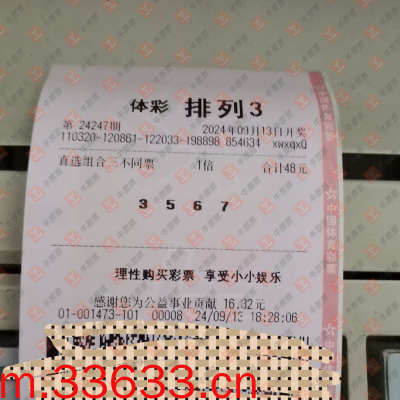 体彩 排列3
第 24247期 2024年09月13日开奖
110320-120861-122033-198898 854634 xwxqxQ
直选组合三不同票 1倍 合计48元
3 5 6 7
理性购买彩票 享受小小娱乐
感谢您为公益事业贡献 16.32元
01-001473-101 00008 24/09/13 18:28:06
m.33633.cn